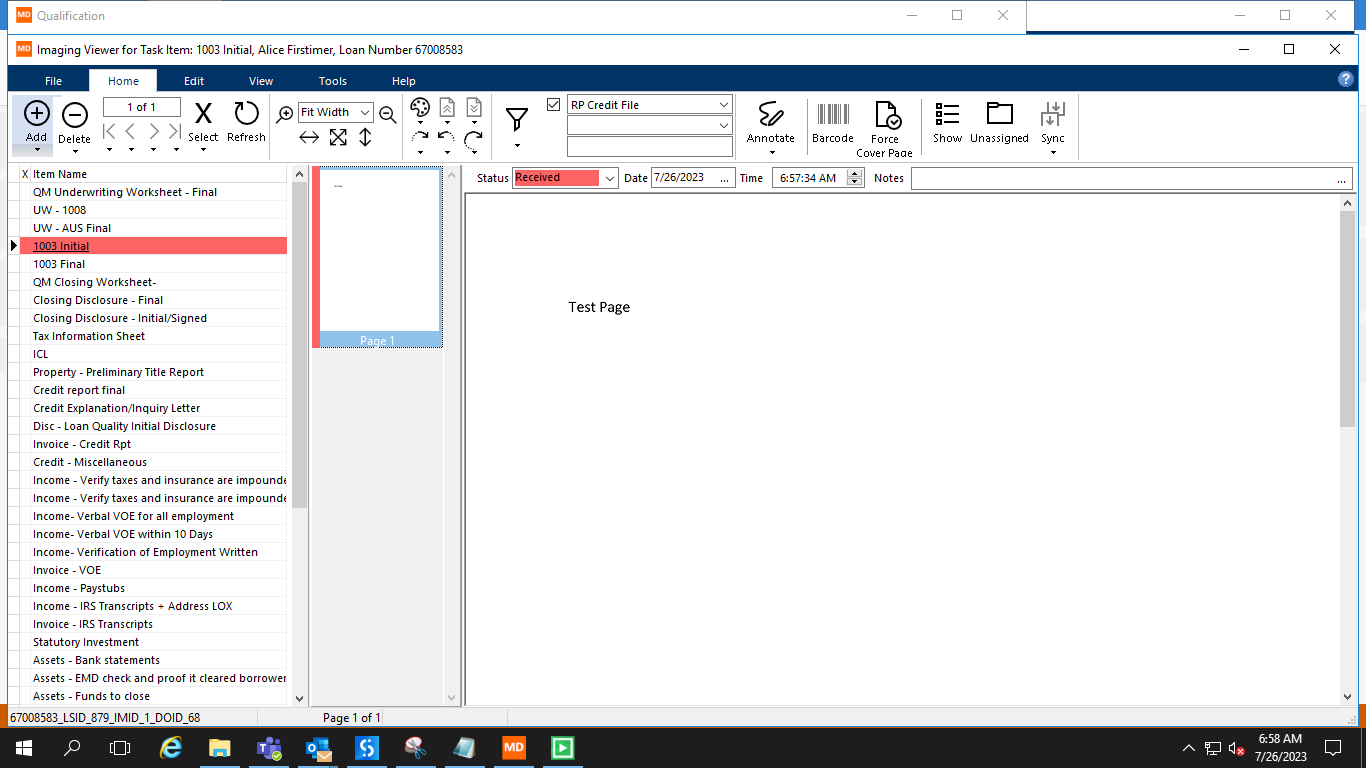 MD Qualification
MD Imaging Viewer for Task Item: 1003 Initial, Alice Firstimer, Loan Number 67008583
File Home Edit View Tools Help ?
Add Delete 1 of 1 Select Refresh Fit Width RP Credit File Annotate Barcode Force Cover Page Show Unassigned Sync
X Item Name
QM Underwriting Worksheet - Final
UW - 1008
UW - AUS Final
1003 Initial
1003 Final
QM Closing Worksheet-
Closing Disclosure - Final
Closing Disclosure - Initial/Signed
Tax Information Sheet
ICL
Property - Preliminary Title Report
Credit report final
Credit Explanation/Inquiry Letter
Disc - Loan Quality Initial Disclosure
Invoice - Credit Rpt
Credit - Miscellaneous
Income - Verify taxes and insurance are impounde
Income - Verify taxes and insurance are impounde
Income- Verbal VOE for all employment
Income- Verbal VOE within 10 Days
Income- Verification of Employment Written
Invoice - VOE
Income - Paystubs
Income - IRS Transcripts + Address LOX
Invoice - IRS Transcripts
Statutory Investment
Assets - Bank statements
Assets - EMD check and proof it cleared borrower
Assets - Funds to close
Page 1
Status Received Date 7/26/2023 ... Time 6:57:34 AM Notes ...
Test Page
67008583_LSID_879_IMID_1_DOID_68 Page 1 of 1
MD
6:58 AM
7/26/2023